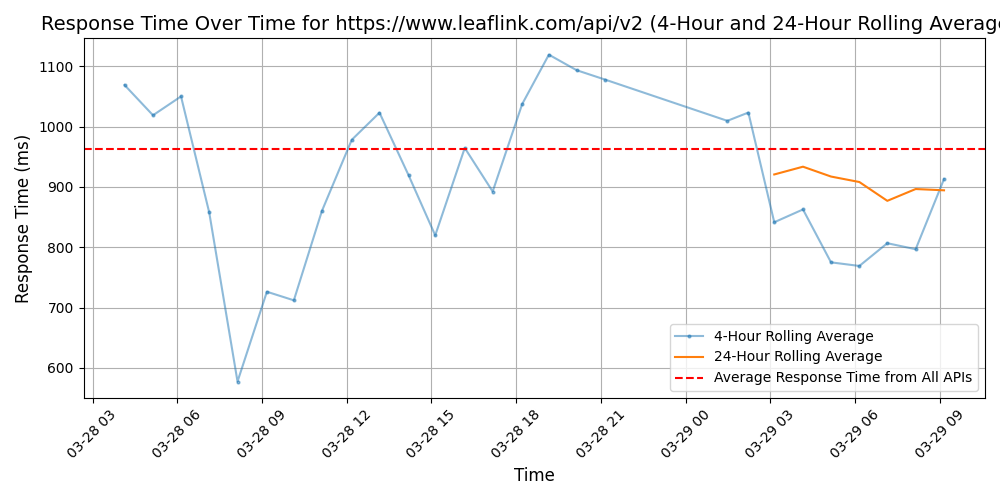 Response Time Over Time for https://www.leaflink.com/api/v2 (4-Hour and 24-Hour Rolling Average
1100
1000
900
800
700
600
Response Time (ms)
4-Hour Rolling Average
24-Hour Rolling Average
Average Response Time from All APIs
03-28 03
03-28 06
03-28 09
03-28 12
03-28 15
03-28 18
03-28 21
03-29 00
03-29 03
03-29 06
03-29 09
Time